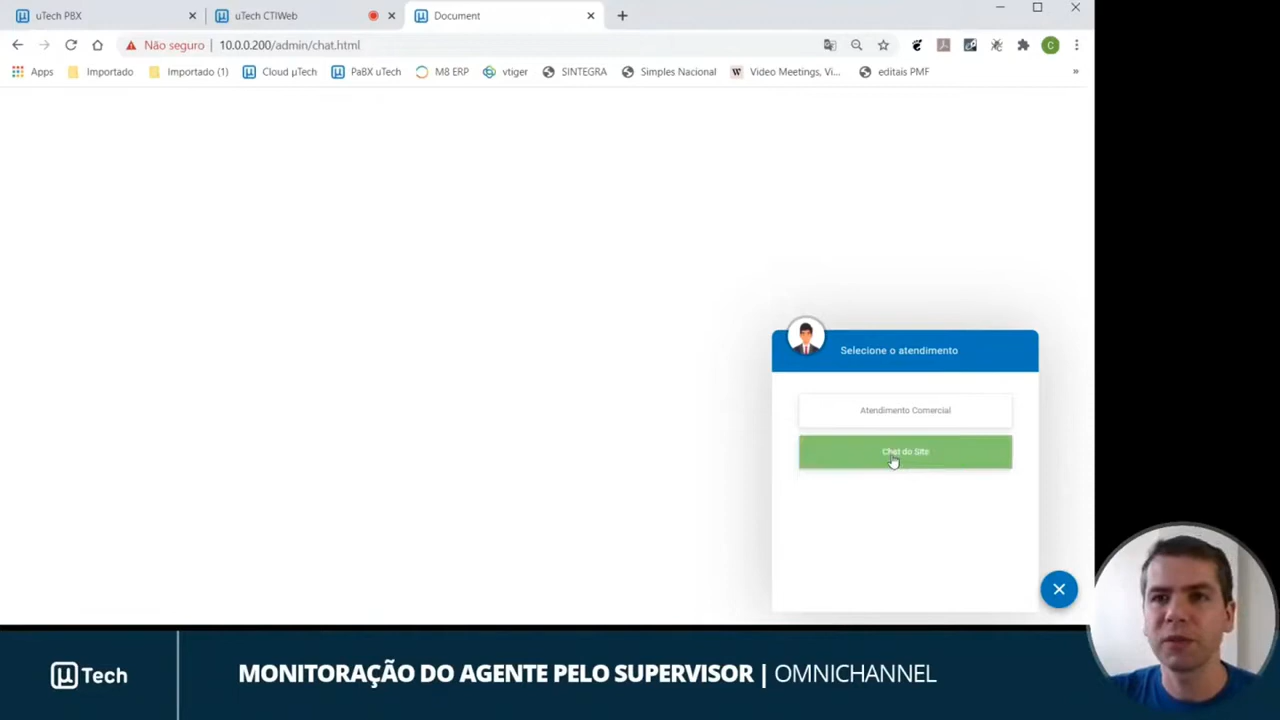 uTech PBX
uTech CTIWeb
Document
Não seguro
10.0.0.200/admin/chat.html
Apps
Importado
Importado (1)
Cloud µTech
PaBX uTech
M8 ERP
vtiger
SINTEGRA
Simples Nacional
Video Meetings, Vi...
editais PMF
»
Selecione o atendimento
Atendimento Comercial
Chat do Site
µTech
MONITORAÇÃO DO AGENTE PELO SUPERVISOR | OMNICHANNEL